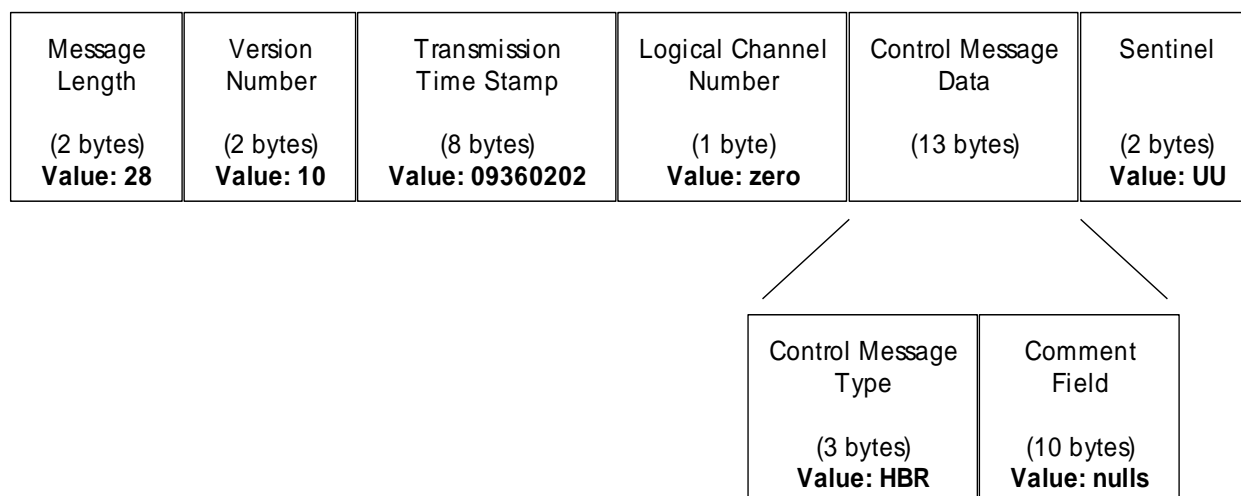 Message
Length
(2 bytes)
Value: 28
Version
Number
(2 bytes)
Value: 10
Transmission
Time Stamp
(8 bytes)
Value: 09360202
Logical Channel
Number
(1 byte)
Value: zero
Control Message
Data
(13 bytes)
Sentinel
(2 bytes)
Value: UU
Control Message
Type
(3 bytes)
Value: HBR
Comment
Field
(10 bytes)
Value: nulls